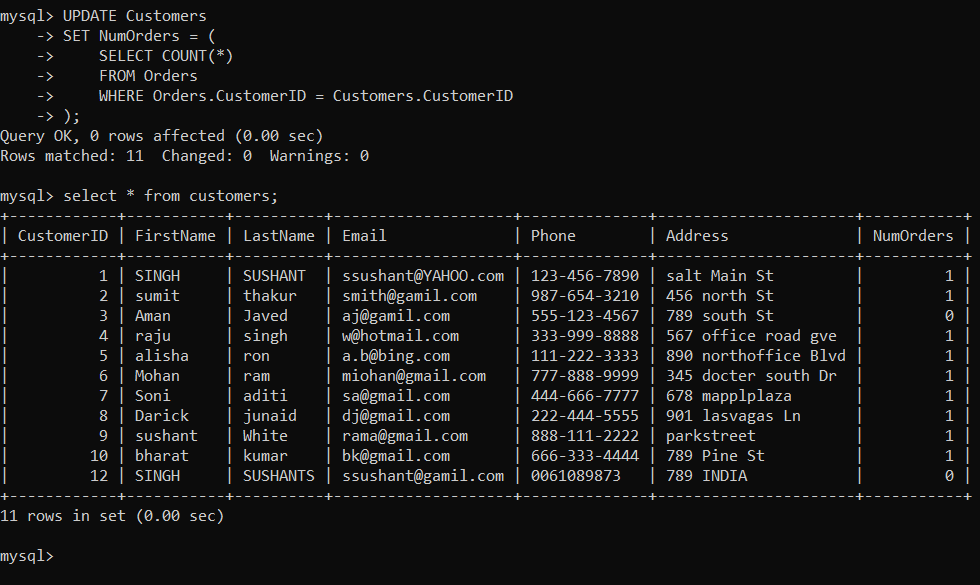 mysql> UPDATE Customers
    -> SET NumOrders = (
    ->     SELECT COUNT(*)
    ->     FROM Orders
    ->     WHERE Orders.CustomerID = Customers.CustomerID
    -> );
Query OK, 0 rows affected (0.00 sec)
Rows matched: 11  Changed: 0  Warnings: 0

mysql> select * from customers;
+------------+-----------+----------+--------------------+--------------+----------------------+-----------+
| CustomerID | FirstName | LastName | Email              | Phone        | Address              | NumOrders |
+------------+-----------+----------+--------------------+--------------+----------------------+-----------+
|          1 | SINGH     | SUSHANT  | ssushant@YAHOO.com | 123-456-7890 | salt Main St         |         1 |
|          2 | sumit     | thakur   | smith@gamil.com    | 987-654-3210 | 456 north St         |         1 |
|          3 | Aman      | Javed    | aj@gamil.com       | 555-123-4567 | 789 south St         |         0 |
|          4 | raju      | singh    | w@hotmail.com      | 333-999-8888 | 567 office road gve  |         1 |
|          5 | alisha    | ron      | a.b@bing.com       | 111-222-3333 | 890 northoffice Blvd |         1 |
|          6 | Mohan     | ram      | miohan@gmail.com   | 777-888-9999 | 345 docter south Dr  |         1 |
|          7 | Soni      | aditi    | sa@gmail.com       | 444-666-7777 | 678 mapplplaza       |         1 |
|          8 | Darick    | junaid   | dj@gmail.com       | 222-444-5555 | 901 lasvagas Ln      |         1 |
|          9 | sushant   | White    | rama@gmail.com     | 888-111-2222 | parkstreet           |         1 |
|         10 | bharat    | kumar    | bk@gmail.com       | 666-333-4444 | 789 Pine St          |         1 |
|         12 | SINGH     | SUSHANTS | ssushant@gamil.com | 0061089873   | 789 INDIA            |         0 |
+------------+-----------+----------+--------------------+--------------+----------------------+-----------+
11 rows in set (0.00 sec)

mysql>